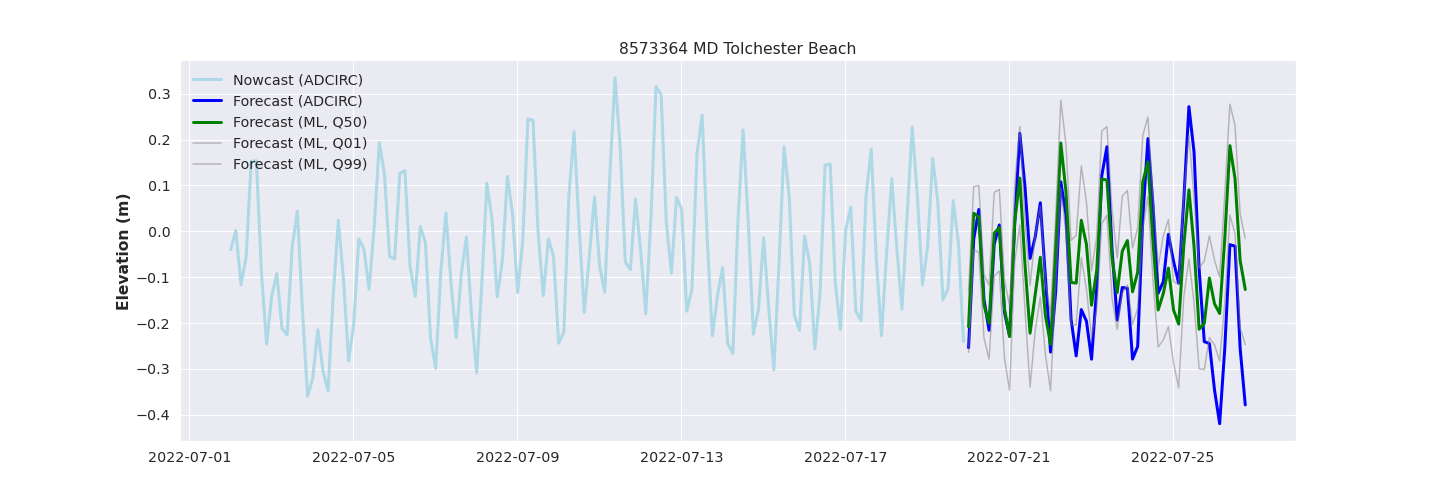 8573364 MD Tolchester Beach
Nowcast (ADCIRC)
Forecast (ADCIRC)
Forecast (ML, Q50)
Forecast (ML, Q01)
Forecast (ML, Q99)
Elevation (m)
0.3
0.2
0.1
0.0
−0.1
−0.2
−0.3
−0.4
2022-07-01 2022-07-05 2022-07-09 2022-07-13 2022-07-17 2022-07-21 2022-07-25